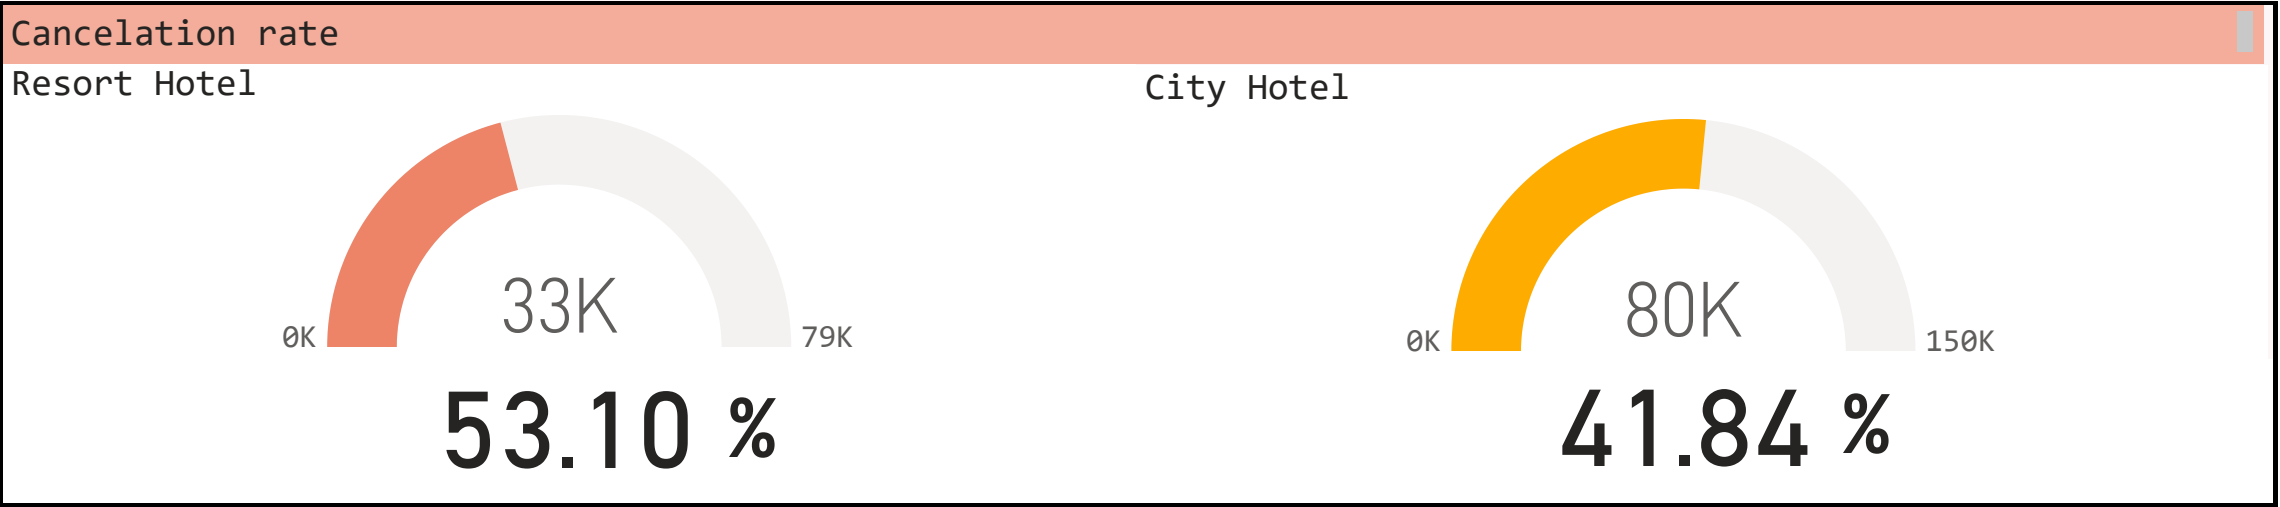 Cancelation rate
Resort Hotel
33K
0K
79K
53.10 %
City Hotel
80K
0K
150K
41.84 %